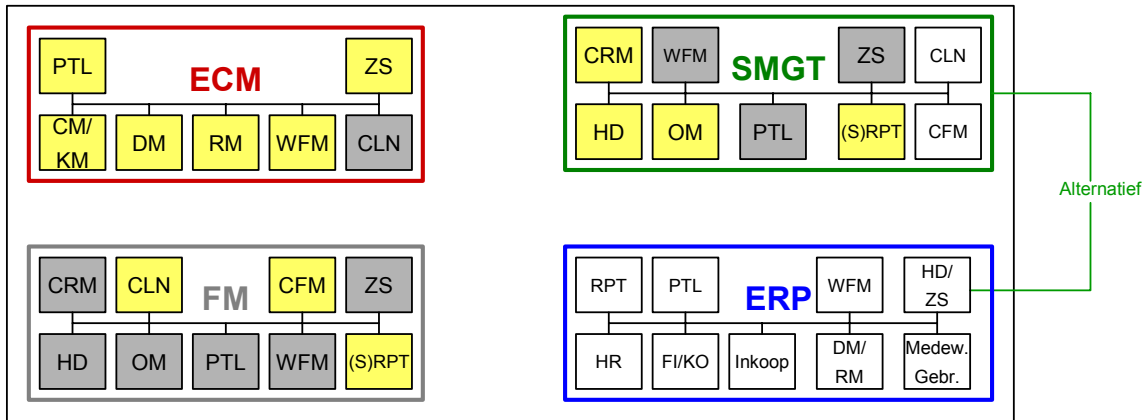 PTL
ECM
ZS
CM/
KM
DM
RM
WFM
CLN
CRM
WFM
SMGT
ZS
CLN
HD
OM
PTL
(S)RPT
CFM
Alternatief
CRM
CLN
FM
CFM
ZS
HD
OM
PTL
WFM
(S)RPT
RPT
PTL
ERP
WFM
HD/
ZS
HR
FI/KO
Inkoop
DM/
RM
Medew.
Gebr.